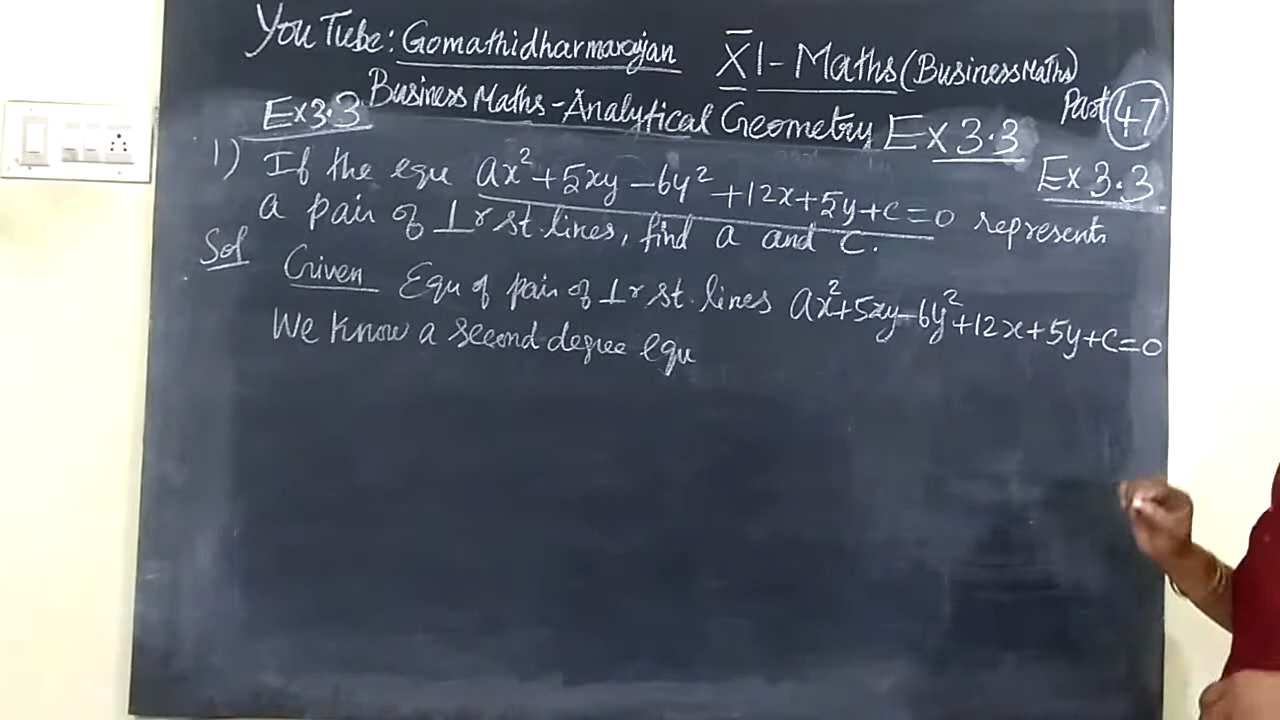 YouTube: Gomathidharmarajan XI - Maths (Business Maths)
Business Maths - Analytical Geometry Ex 3.3 Part 47
Ex 3.3
Ex 3.3
1) If the equ ax²+5xy-6y²+12x+5y+c=0 represents
a pair of ⊥r st. lines, find a and c.
Sol
Given Equ of pair of ⊥r st. lines ax²+5xy-6y²+12x+5y+c=0
We know a second degree equ